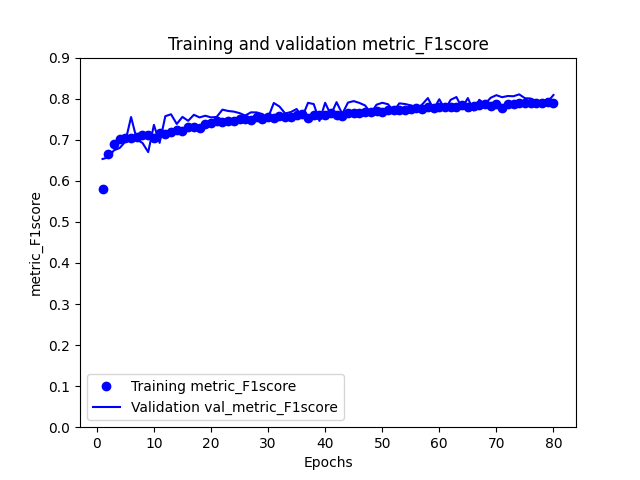 Training and validation metric_F1score
0.9
0.8
0.7
0.6
0.5
0.4
0.3
0.2
0.1
0.0
metric_F1score
Training metric_F1score
Validation val_metric_F1score
0 10 20 30 40 50 60 70 80
Epochs